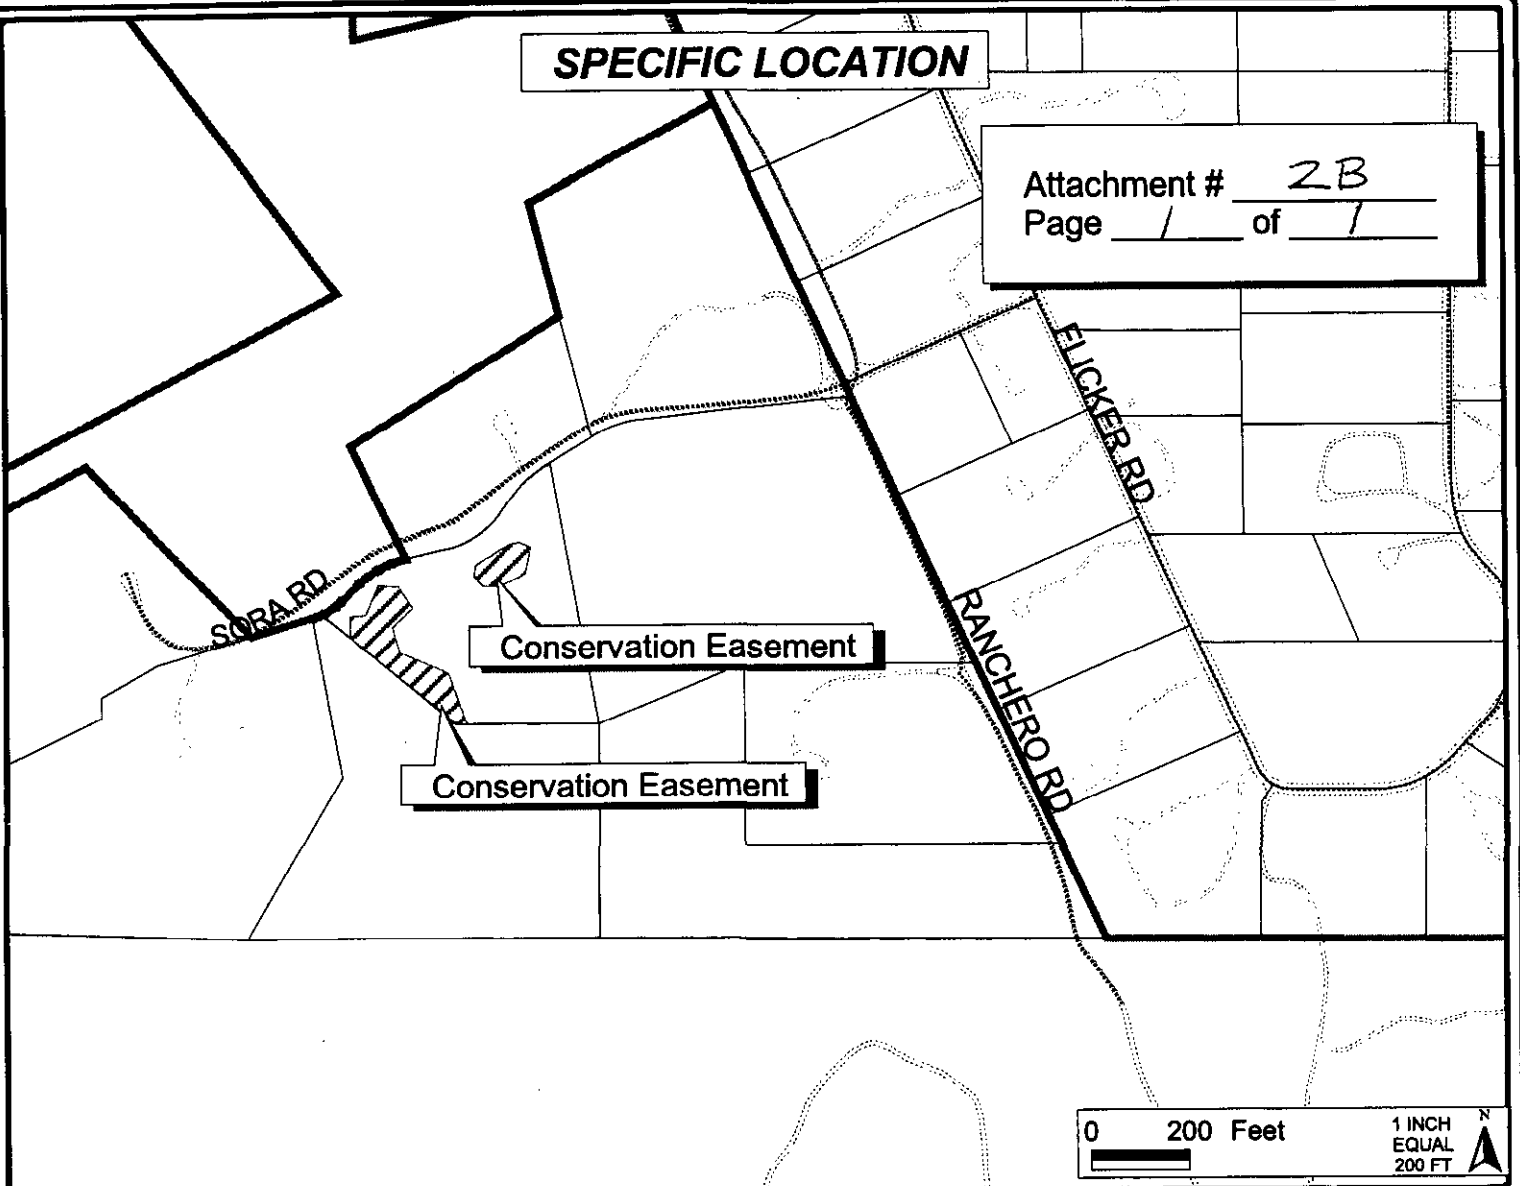 SPECIFIC LOCATION
Attachment # 2B
Page 1 of 1
FLICKER RD
SORA RD
Conservation Easement
RANCHERO RD
Conservation Easement
0 200 Feet
1 INCH
EQUAL
200 FT
N